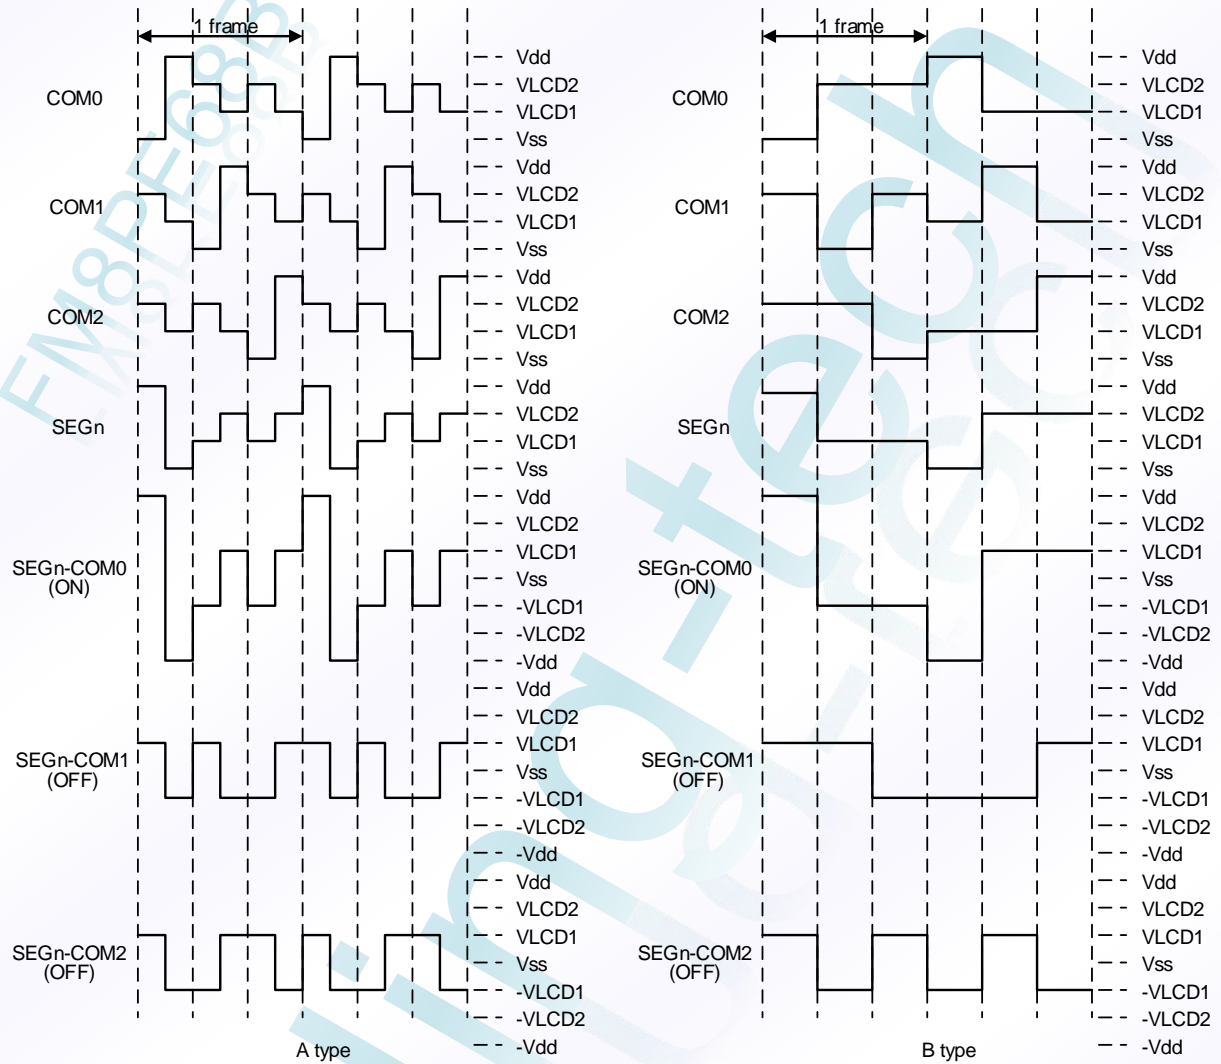 1 frame
COM0
Vdd
VLCD2
VLCD1
Vss
COM1
Vdd
VLCD2
VLCD1
Vss
COM2
Vdd
VLCD2
VLCD1
Vss
SEGn
Vdd
VLCD2
VLCD1
Vss
SEGn-COM0
(ON)
Vdd
VLCD2
VLCD1
Vss
-VLCD1
-VLCD2
-Vdd
SEGn-COM1
(OFF)
Vdd
VLCD2
VLCD1
Vss
-VLCD1
-VLCD2
-Vdd
SEGn-COM2
(OFF)
Vdd
VLCD2
VLCD1
Vss
-VLCD1
-VLCD2
-Vdd
A type
1 frame
COM0
Vdd
VLCD2
VLCD1
Vss
COM1
Vdd
VLCD2
VLCD1
Vss
COM2
Vdd
VLCD2
VLCD1
Vss
SEGn
Vdd
VLCD2
VLCD1
Vss
SEGn-COM0
(ON)
Vdd
VLCD2
VLCD1
Vss
-VLCD1
-VLCD2
-Vdd
SEGn-COM1
(OFF)
Vdd
VLCD2
VLCD1
Vss
-VLCD1
-VLCD2
-Vdd
SEGn-COM2
(OFF)
Vdd
VLCD2
VLCD1
Vss
-VLCD1
-VLCD2
-Vdd
B type
FM8PE68B
ling-tech